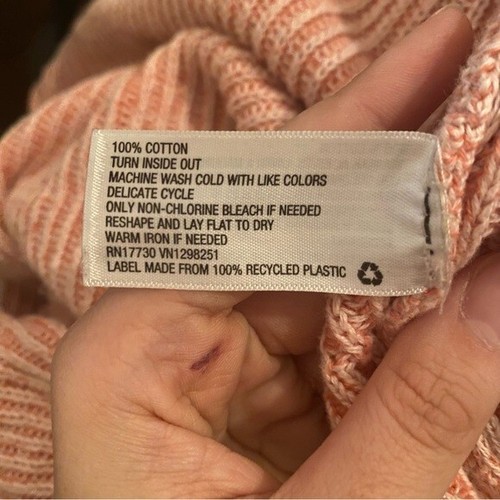 100% COTTON
TURN INSIDE OUT
MACHINE WASH COLD WITH LIKE COLORS
DELICATE CYCLE
ONLY NON-CHLORINE BLEACH IF NEEDED
RESHAPE AND LAY FLAT TO DRY
WARM IRON IF NEEDED
RN17730 VN1298251
LABEL MADE FROM 100% RECYCLED PLASTIC